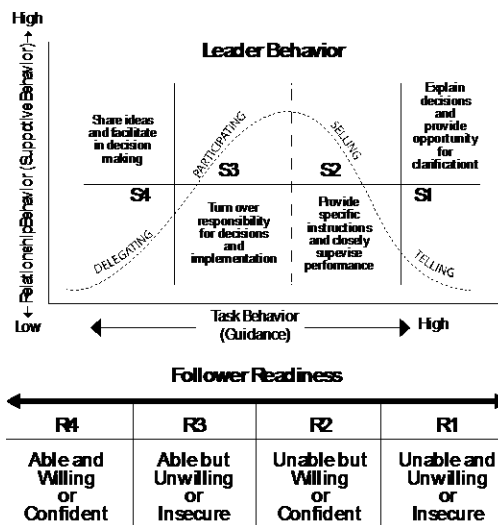 High
Leader Behavior
Relationship Behavior (Supportive Behavior)
Share ideas
and facilitate
in decision
making
Explain
decisions
and
provide
opportunity
for
clarificationt
PARTICIPATING
SELLING
S4
S3
S2
S1
DELEGATING
Turn over
responsibility
for decisions
and
implementation
Provide
specific
instructions
and closely
supevise
performance
TELLING
Low
Task Behavior
(Guidance)
High
Follower Readiness
R4
R3
R2
R1
Able and
Willing
or
Confident
Able but
Unwilling
or
Insecure
Unable but
Willing
or
Confident
Unable and
Unwilling
or
Insecure